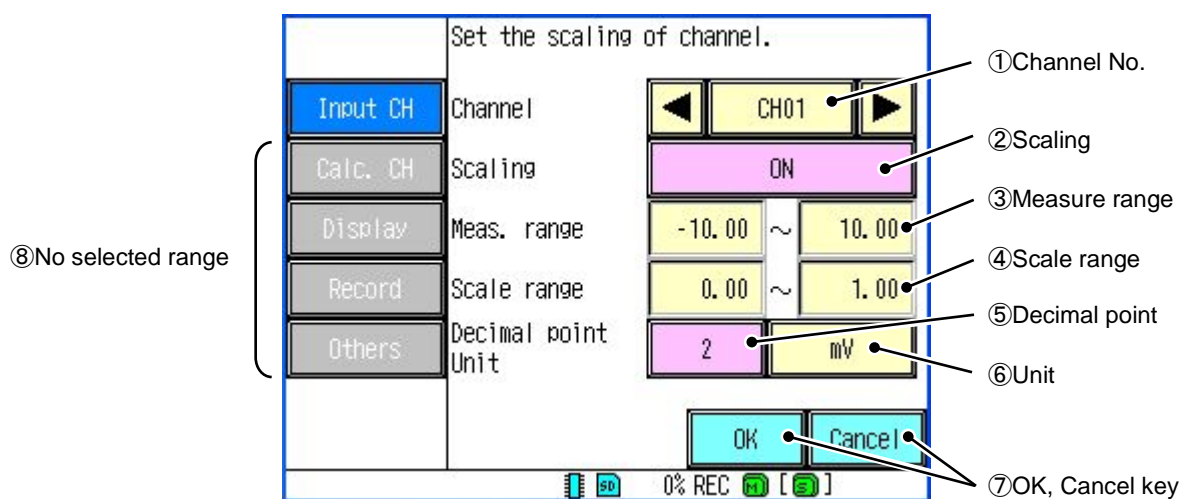 Set the scaling of channel.
①Channel No.
Input CH Channel ◀ CH01 ▶
②Scaling
Calc. CH Scaling ON
③Measure range
Display Meas. range -10.00 ~ 10.00
⑧No selected range
④Scale range
Record Scale range 0.00 ~ 1.00
⑤Decimal point
Others Decimal point
Unit 2 mV
⑥Unit
OK Cancel
SD 0% REC M [ S ]
⑦OK, Cancel key